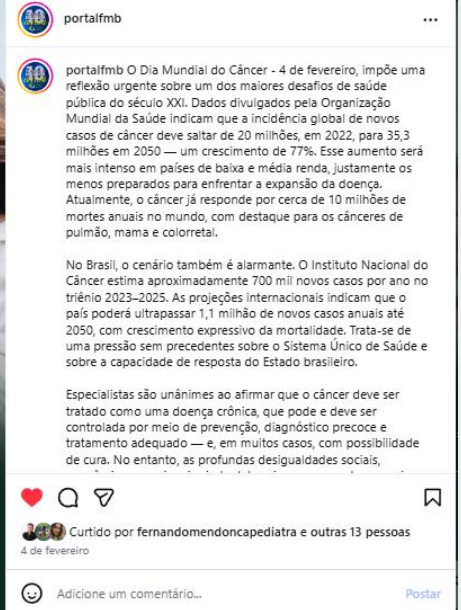 portalfmb
portalfmb O Dia Mundial do Câncer - 4 de fevereiro, impõe uma
reflexão urgente sobre um dos maiores desafios de saúde
pública do século XXI. Dados divulgados pela Organização
Mundial da Saúde indicam que a incidência global de novos
casos de câncer deve saltar de 20 milhões, em 2022, para 35,3
milhões em 2050 — um crescimento de 77%. Esse aumento será
mais intenso em países de baixa e média renda, justamente os
menos preparados para enfrentar a expansão da doença.
Atualmente, o câncer já responde por cerca de 10 milhões de
mortes anuais no mundo, com destaque para os cânceres de
pulmão, mama e colorretal.
No Brasil, o cenário também é alarmante. O Instituto Nacional do
Câncer estima aproximadamente 700 mil novos casos por ano no
triênio 2023–2025. As projeções internacionais indicam que o
país poderá ultrapassar 1,1 milhão de novos casos anuais até
2050, com crescimento expressivo da mortalidade. Trata-se de
uma pressão sem precedentes sobre o Sistema Único de Saúde e
sobre a capacidade de resposta do Estado brasileiro.
Especialistas são unânimes ao afirmar que o câncer deve ser
tratado como uma doença crônica, que pode e deve ser
controlada por meio de prevenção, diagnóstico precoce e
tratamento adequado — e, em muitos casos, com possibilidade
de cura. No entanto, as profundas desigualdades sociais,
Curtido por fernandomendoncapediatra e outras 13 pessoas
4 de fevereiro
Adicione um comentário...
Postar